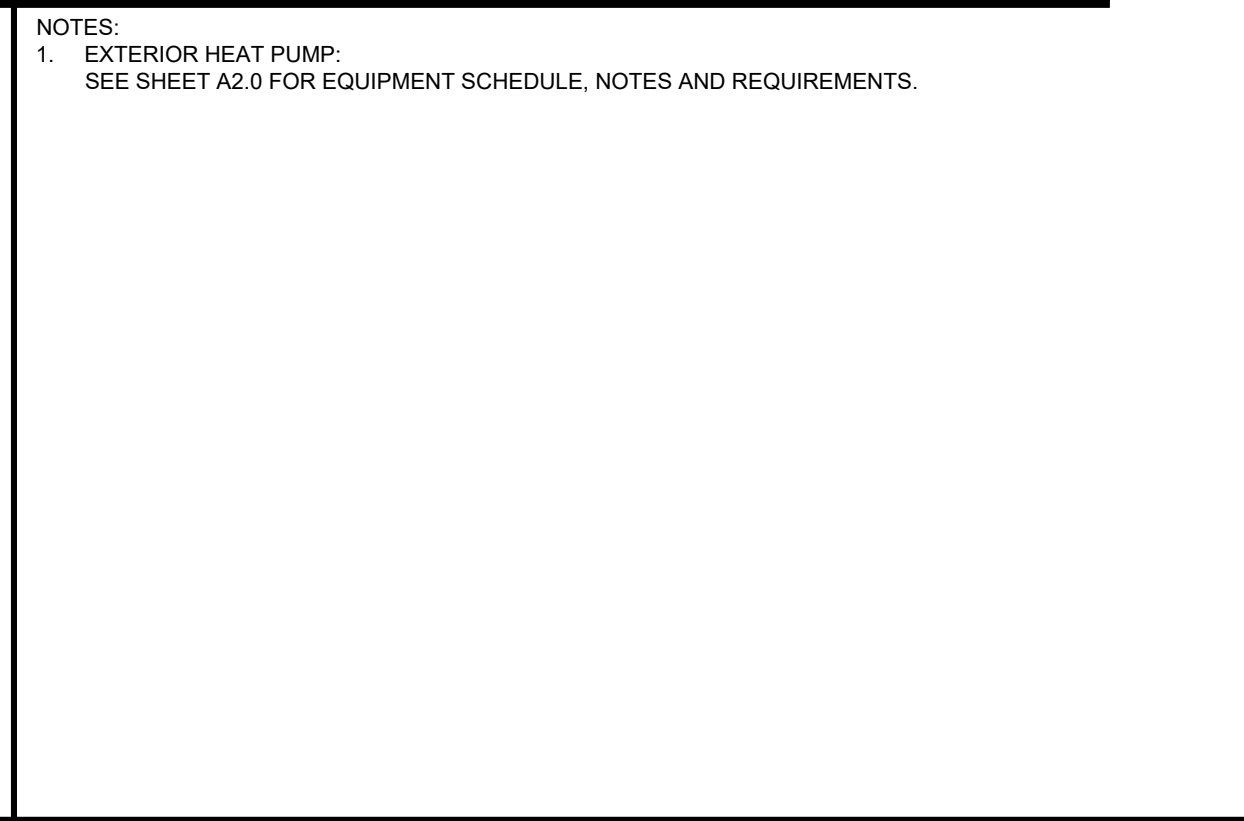 NOTES:
1. EXTERIOR HEAT PUMP:
SEE SHEET A2.0 FOR EQUIPMENT SCHEDULE, NOTES AND REQUIREMENTS.